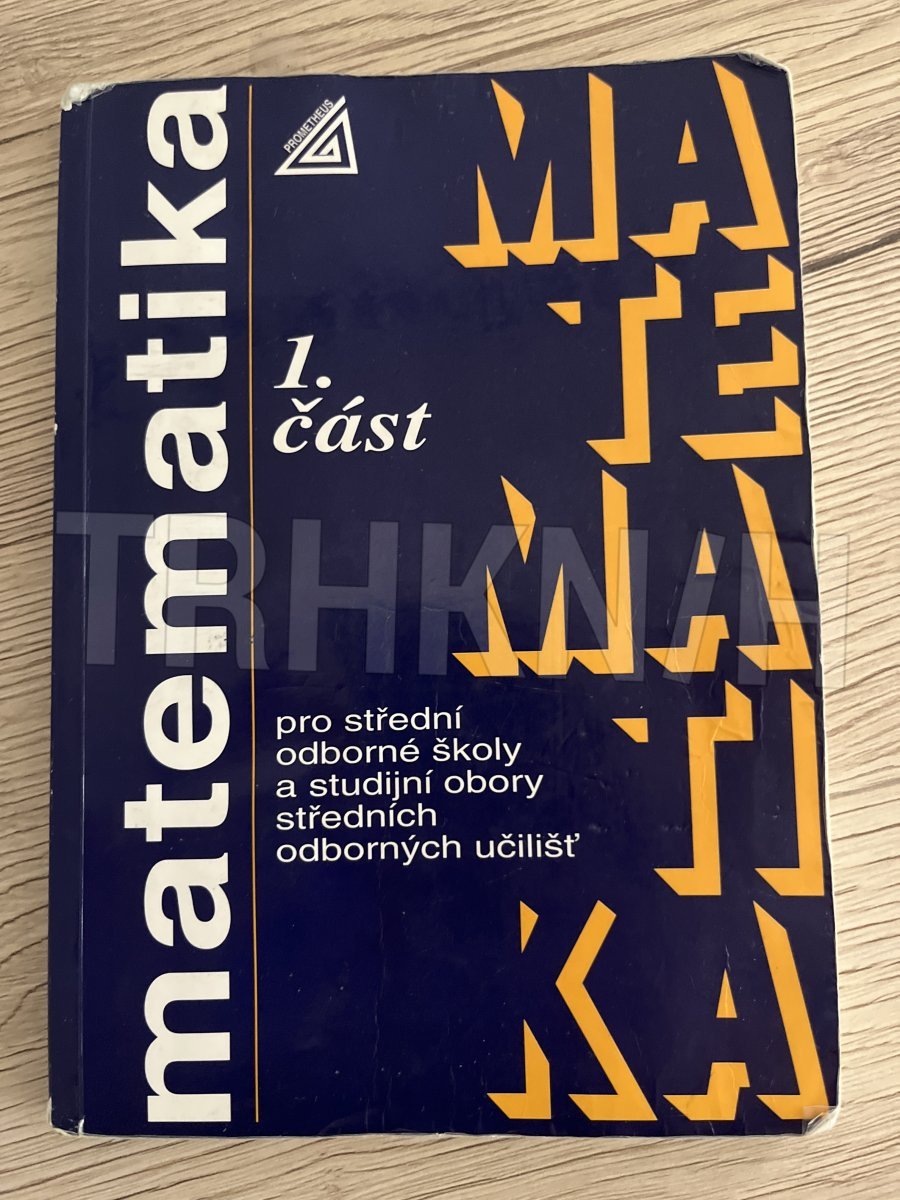 matematika
PROMETHEUS
1.
část
MA
TE
MA
TI
KA
pro střední
odborné školy
a studijní obory
středních
odborných učilišť
TRHKNIH